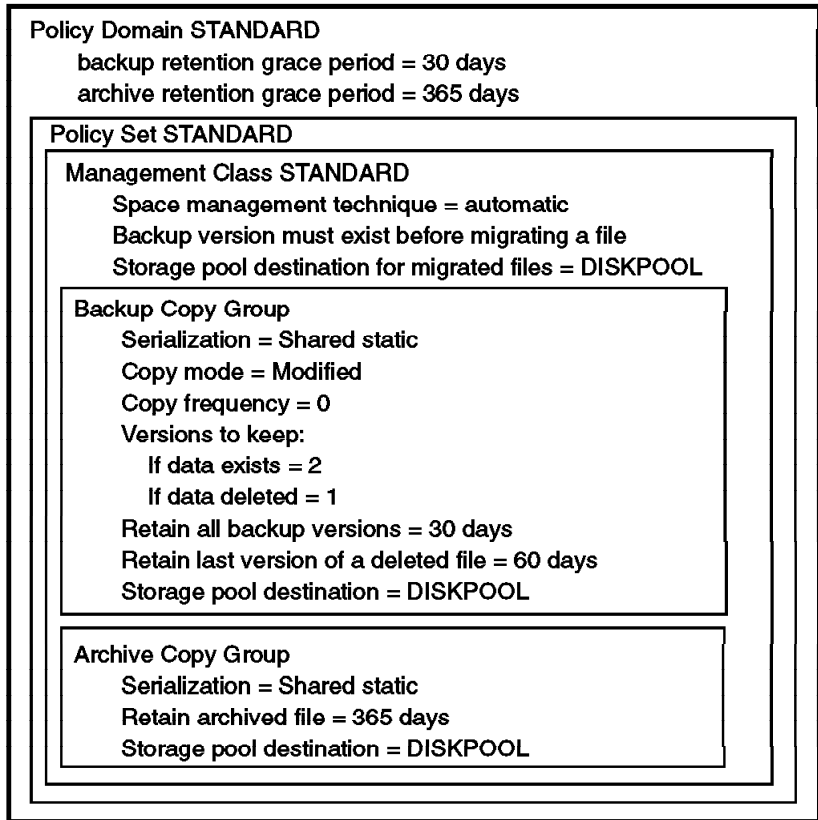 Policy Domain STANDARD
backup retention grace period = 30 days
archive retention grace period = 365 days
Policy Set STANDARD
Management Class STANDARD
Space management technique = automatic
Backup version must exist before migrating a file
Storage pool destination for migrated files = DISKPOOL
Backup Copy Group
Serialization = Shared static
Copy mode = Modified
Copy frequency = 0
Versions to keep:
If data exists = 2
If data deleted = 1
Retain all backup versions = 30 days
Retain last version of a deleted file = 60 days
Storage pool destination = DISKPOOL
Archive Copy Group
Serialization = Shared static
Retain archived file = 365 days
Storage pool destination = DISKPOOL